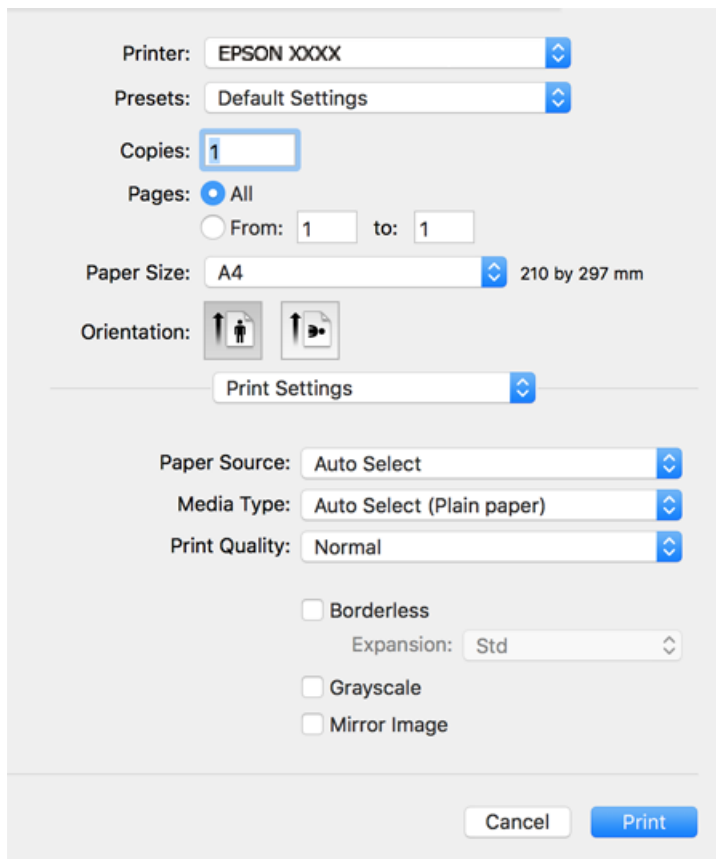 Printer: EPSON XXXX
Presets: Default Settings
Copies: 1
Pages: All
From: 1 to: 1
Paper Size: A4 210 by 297 mm
Orientation:
Print Settings
Paper Source: Auto Select
Media Type: Auto Select (Plain paper)
Print Quality: Normal
Borderless
Expansion: Std
Grayscale
Mirror Image
Cancel Print